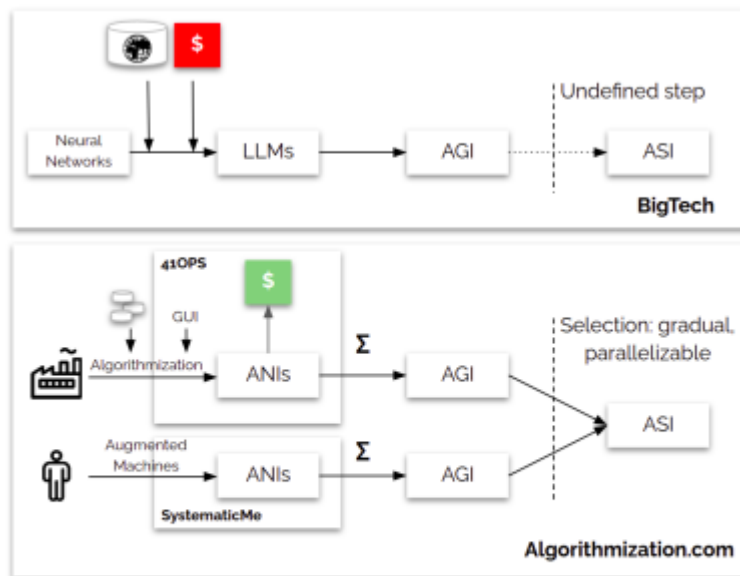 $
Undefined step
Neural
Networks
LLMs
AGI
ASI
BigTech
41OPS
$
GUI
Algorithmization
ANIs
Σ
AGI
Selection: gradual,
parallelizable
ASI
Augmented
Machines
ANIs
Σ
AGI
SystematicMe
Algorithmization.com